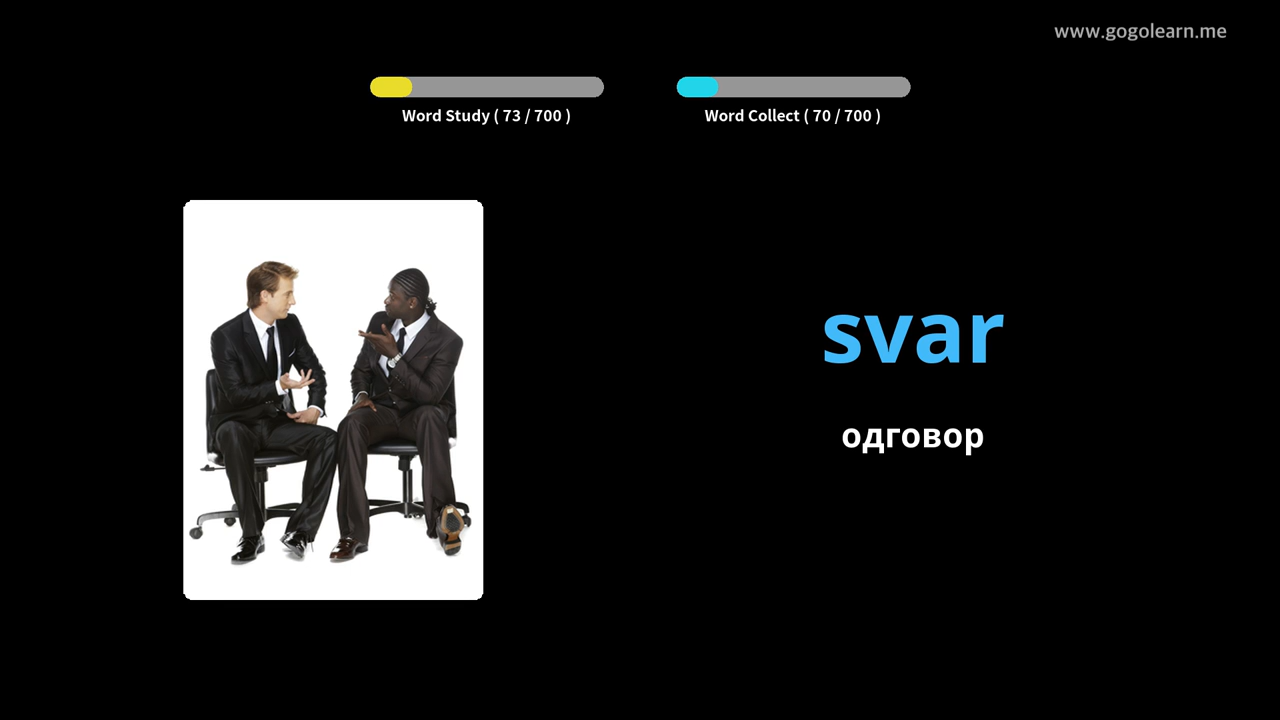 www.gogolearn.me
Word Study ( 73 / 700 )
Word Collect ( 70 / 700 )
svar
одговор